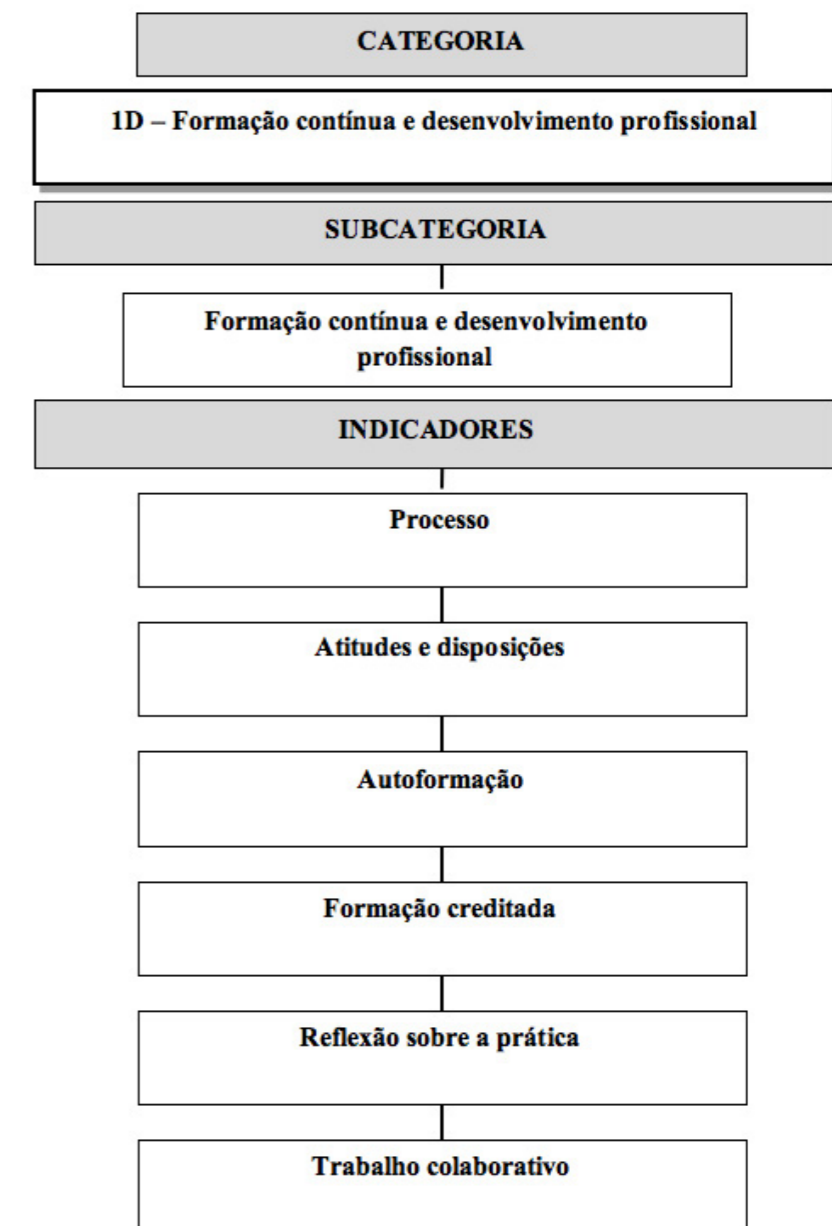 CATEGORIA
1D – Formação contínua e desenvolvimento profissional
SUBCATEGORIA
Formação contínua e desenvolvimento
profissional
INDICADORES
Processo
Atitudes e disposições
Autoformação
Formação creditada
Reflexão sobre a prática
Trabalho colaborativo